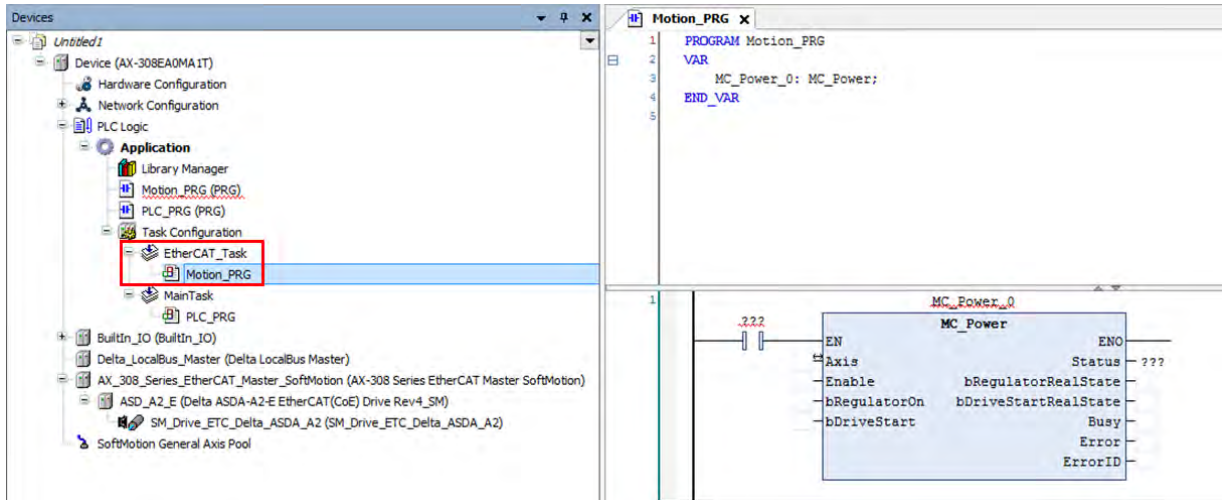 Devices
Untitled1
Device (AX-308EA0MA1T)
Hardware Configuration
Network Configuration
PLC Logic
Application
Library Manager
Motion_PRG (PRG)
PLC_PRG (PRG)
Task Configuration
EtherCAT_Task
Motion_PRG
MainTask
PLC_PRG
BuiltIn_IO (BuiltIn_IO)
Delta_LocalBus_Master (Delta LocalBus Master)
AX_308_Series_EtherCAT_Master_SoftMotion (AX-308 Series EtherCAT Master SoftMotion)
ASD_A2_E (Delta ASDA-A2-E EtherCAT(CoE) Drive Rev4_SM)
SM_Drive_ETC_Delta_ASDA_A2 (SM_Drive_ETC_Delta_ASDA_A2)
SoftMotion General Axis Pool
Motion_PRG
1 PROGRAM Motion_PRG
2 VAR
3 MC_Power_0: MC_Power;
4 END_VAR
5
1
MC_Power_0
??? MC_Power
EN ENO
Axis Status ???
Enable bRegulatorRealState
bRegulatorOn bDriveStartRealState
bDriveStart Busy
Error
ErrorID